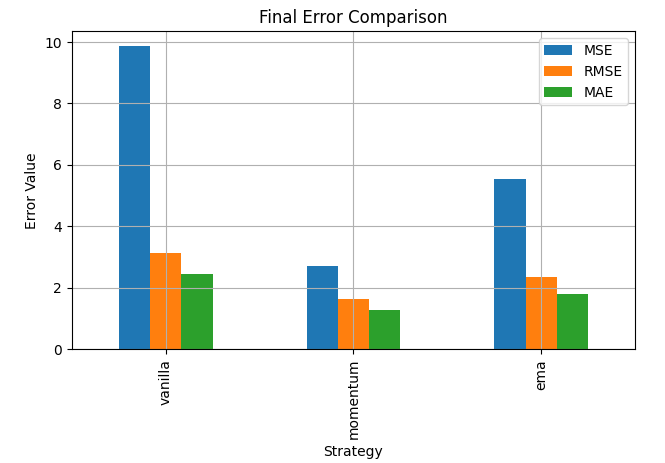 Final Error Comparison
MSE
RMSE
MAE
Error Value
10
8
6
4
2
0
vanilla
momentum
ema
Strategy